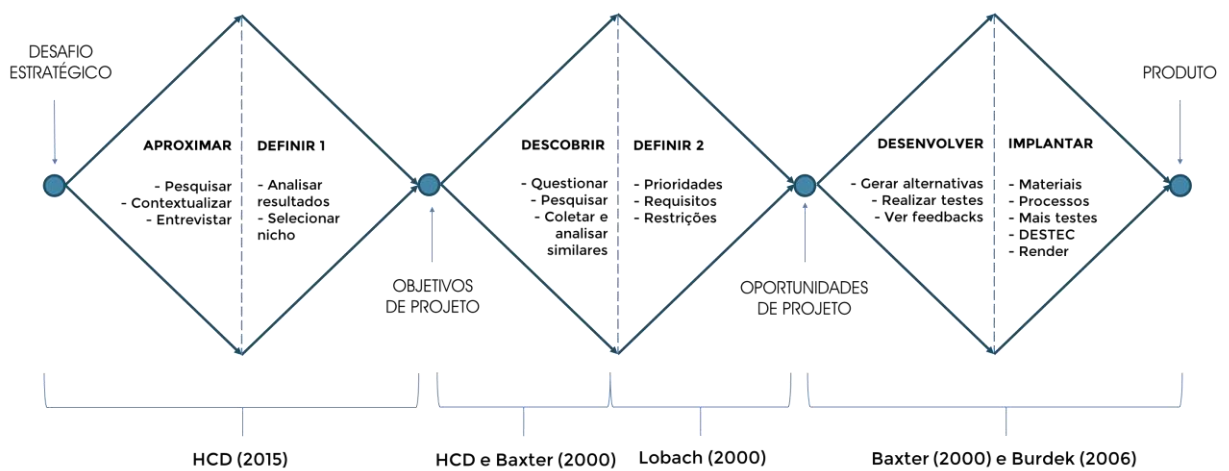 DESAFIO
ESTRATÉGICO
APROXIMAR
- Pesquisar
- Contextualizar
- Entrevistar
DEFINIR 1
- Analisar
resultados
- Selecionar
nicho
OBJETIVOS
DE PROJETO
DESCOBRIR
- Questionar
- Pesquisar
- Coletar e
analisar
similares
DEFINIR 2
- Prioridades
- Requisitos
- Restrições
OPORTUNIDADES
DE PROJETO
DESENVOLVER
- Gerar alternativas
- Realizar testes
- Ver feedbacks
IMPLANTAR
- Materiais
- Processos
- Mais testes
- DESTEC
- Render
PRODUTO
HCD (2015)
HCD e Baxter (2000)
Lobach (2000)
Baxter (2000) e Burdek (2006)